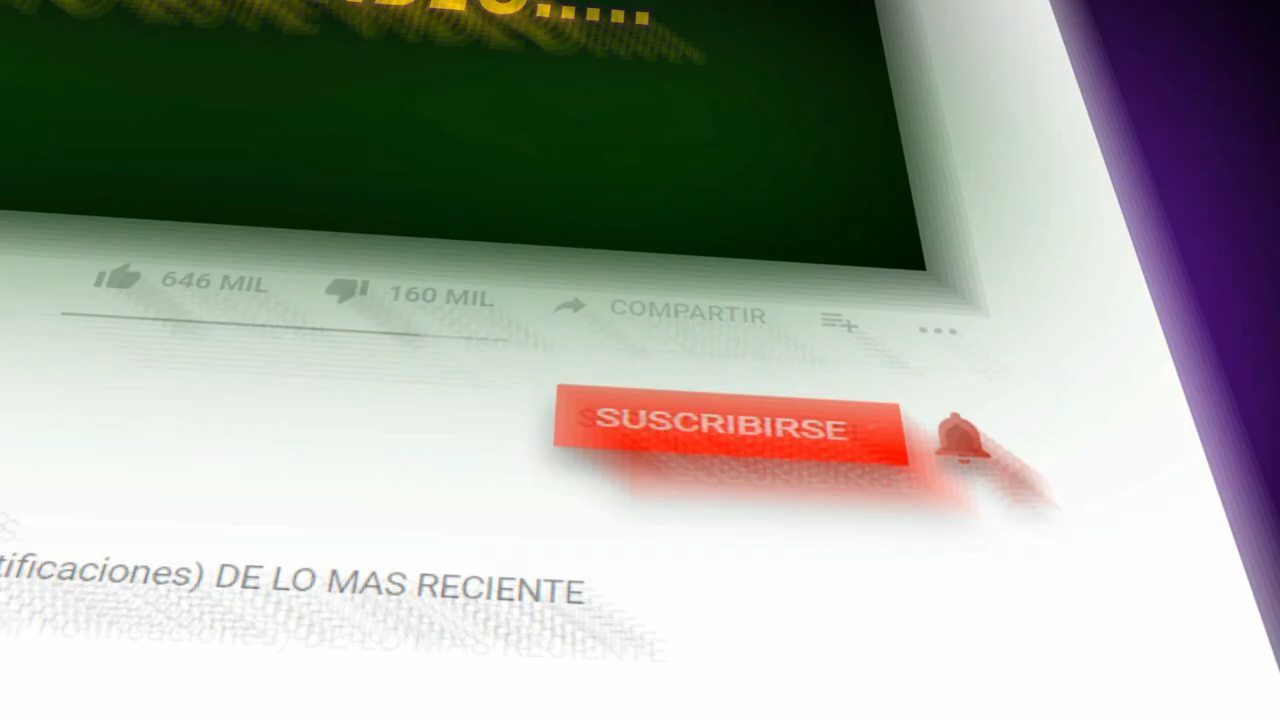 646 MIL 160 MIL COMPARTIR
SUSCRIBIRSE
tificaciones) DE LO MAS RECIENTE